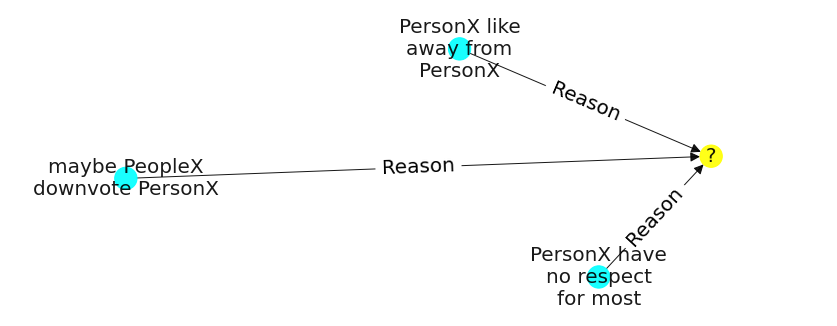 PersonX like
away from
PersonX
Reason
?
maybe PeopleX
downvote PersonX
Reason
Reason
PersonX have
no respect
for most